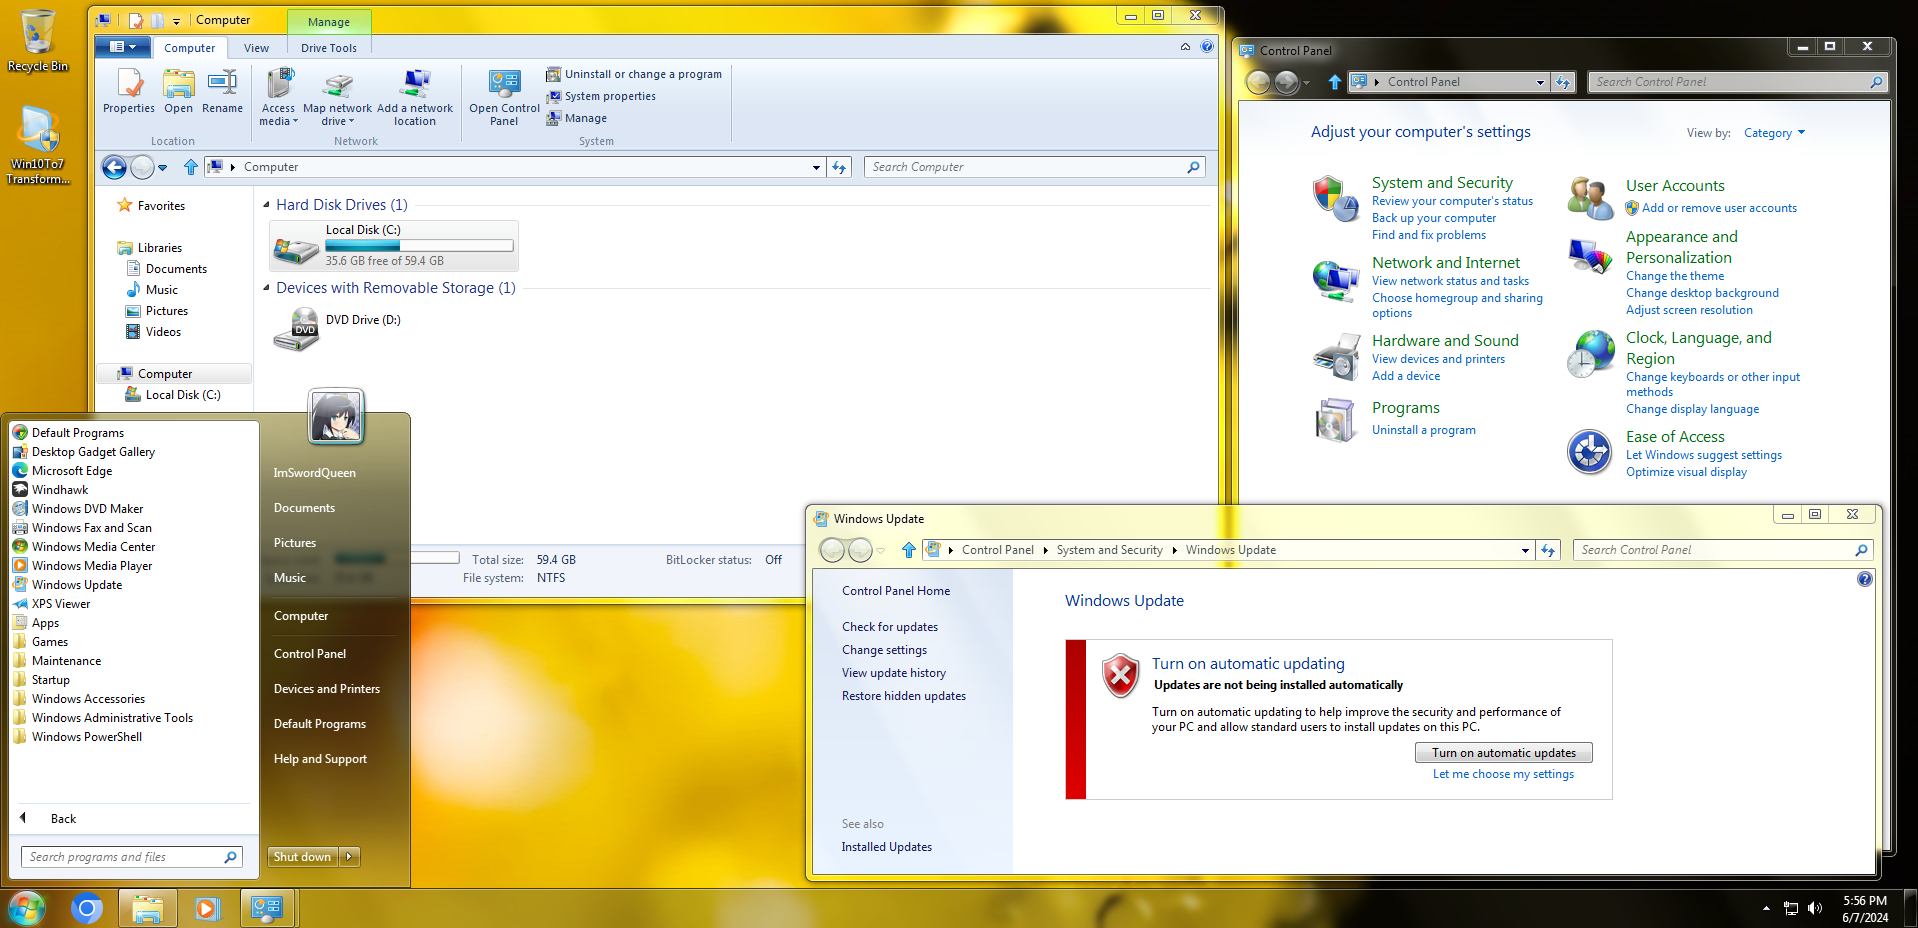 Recycle Bin
Win10To7
Transform...
Computer
Manage
Computer
View
Drive Tools
Properties
Open
Rename
Access
media
Map network
drive
Add a network
location
Open Control
Panel
Uninstall or change a program
System properties
Manage
Location
Network
System
Computer
Search Computer
Favorites
Libraries
Documents
Music
Pictures
Videos
Computer
Local Disk (C:)
Hard Disk Drives (1)
Local Disk (C:)
35.6 GB free of 59.4 GB
Devices with Removable Storage (1)
DVD
DVD Drive (D:)
Total size:
59.4 GB
BitLocker status:
Off
File system:
NTFS
Default Programs
Desktop Gadget Gallery
Microsoft Edge
Windhawk
Windows DVD Maker
Windows Fax and Scan
Windows Media Center
Windows Media Player
Windows Update
XPS Viewer
Apps
Games
Maintenance
Startup
Windows Accessories
Windows Administrative Tools
Windows PowerShell
Back
Search programs and files
ImSwordQueen
Documents
Pictures
Music
Computer
Control Panel
Devices and Printers
Default Programs
Help and Support
Shut down
Control Panel
Control Panel
Search Control Panel
Adjust your computer's settings
View by:
Category
System and Security
Review your computer's status
Back up your computer
Find and fix problems
Network and Internet
View network status and tasks
Choose homegroup and sharing
options
Hardware and Sound
View devices and printers
Add a device
Programs
Uninstall a program
User Accounts
Add or remove user accounts
Appearance and
Personalization
Change the theme
Change desktop background
Adjust screen resolution
Clock, Language, and
Region
Change keyboards or other input
methods
Change display language
Ease of Access
Let Windows suggest settings
Optimize visual display
Windows Update
Control Panel
System and Security
Windows Update
Search Control Panel
Control Panel Home
Check for updates
Change settings
View update history
Restore hidden updates
See also
Installed Updates
Windows Update
Turn on automatic updating
Updates are not being installed automatically
Turn on automatic updating to help improve the security and performance of
your PC and allow standard users to install updates on this PC.
Turn on automatic updates
Let me choose my settings
5:56 PM
6/7/2024